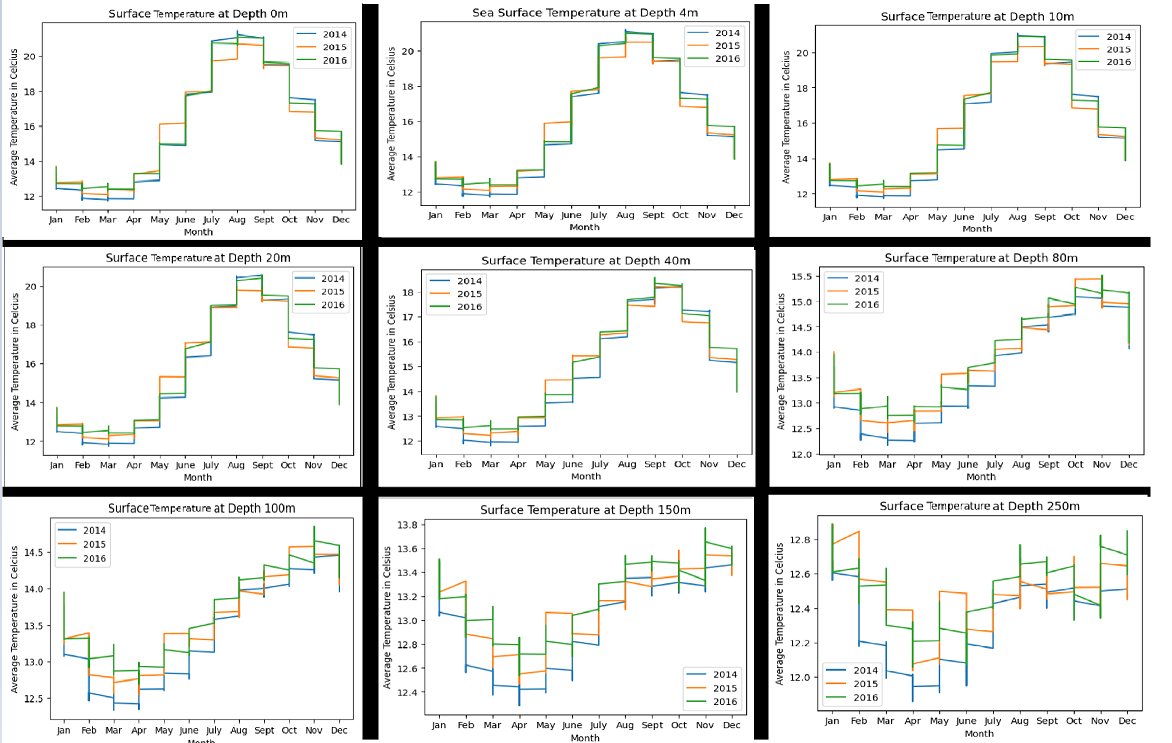 Surface Temperature at Depth 0m
Average Temperature in Celcius
20
18
16
14
12
2014
2015
2016
Jan Feb Mar Apr May June July Aug Sept Oct Nov Dec
Month
Sea Surface Temperature at Depth 4m
Average Temperature in Celcius
20
18
16
14
12
2014
2015
2016
Jan Feb Mar Apr May June July Aug Sept Oct Nov Dec
Month
Surface Temperature at Depth 10m
Average Temperature in Celcius
20
18
16
14
12
2014
2015
2016
Jan Feb Mar Apr May June July Aug Sept Oct Nov Dec
Month
Surface Temperature at Depth 20m
Average Temperature in Celcius
20
18
16
14
12
2014
2015
2016
Jan Feb Mar Apr May June July Aug Sept Oct Nov Dec
Month
Surface Temperature at Depth 40m
Average Temperature in Celsius
18
17
16
15
14
13
12
2014
2015
2016
Jan Feb Mar Apr May June July Aug Sept Oct Nov Dec
Month
Surface Temperature at Depth 80m
Average Temperature in Celcius
15.5
15.0
14.5
14.0
13.5
13.0
12.5
12.0
2014
2015
2016
Jan Feb Mar Apr May June July Aug Sept Oct Nov Dec
Month
Surface Temperature at Depth 100m
Average Temperature in Celcius
14.5
14.0
13.5
13.0
12.5
2014
2015
2016
Jan Feb Mar Apr May June July Aug Sept Oct Nov Dec
Month
Surface Temperature at Depth 150m
Average Temperature in Celcius
13.8
13.6
13.4
13.2
13.0
12.8
12.6
12.4
2014
2015
2016
Jan Feb Mar Apr May June July Aug Sept Oct Nov Dec
Month
Surface Temperature at Depth 250m
Average Temperature in Celcius
12.8
12.6
12.4
12.2
12.0
2014
2015
2016
Jan Feb Mar Apr May June July Aug Sept Oct Nov Dec
Month